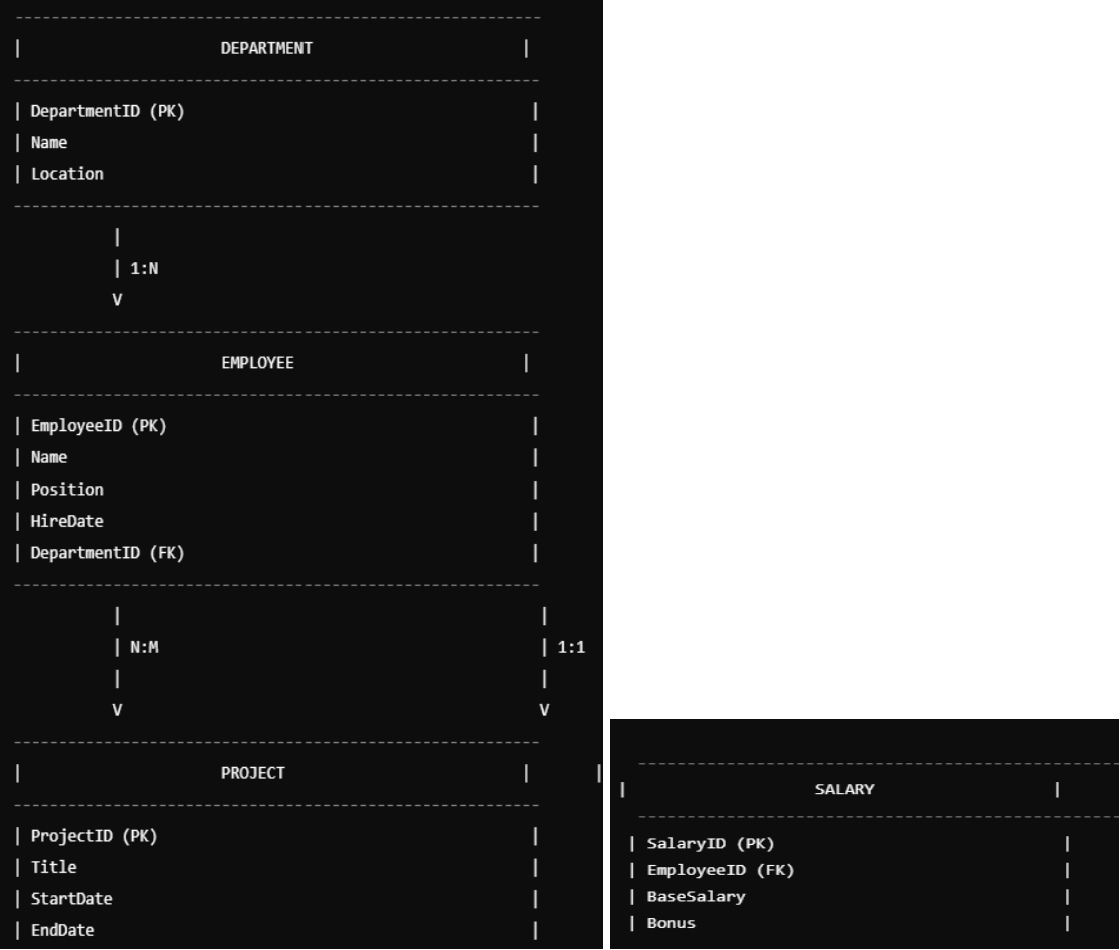 ---------------------------------------------------------
| DEPARTMENT |
---------------------------------------------------------
| DepartmentID (PK) |
| Name |
| Location |
---------------------------------------------------------
|
| 1:N
V
---------------------------------------------------------
| EMPLOYEE |
---------------------------------------------------------
| EmployeeID (PK) |
| Name |
| Position |
| HireDate |
| DepartmentID (FK) |
---------------------------------------------------------
| |
| N:M | 1:1
| |
V V
---------------------------------------------------------
| PROJECT | |
---------------------------------------------------------
| ProjectID (PK) |
| Title |
| StartDate |
| EndDate |
---------------------------------------------------------
| SALARY |
---------------------------------------------------------
| SalaryID (PK) |
| EmployeeID (FK) |
| BaseSalary |
| Bonus |